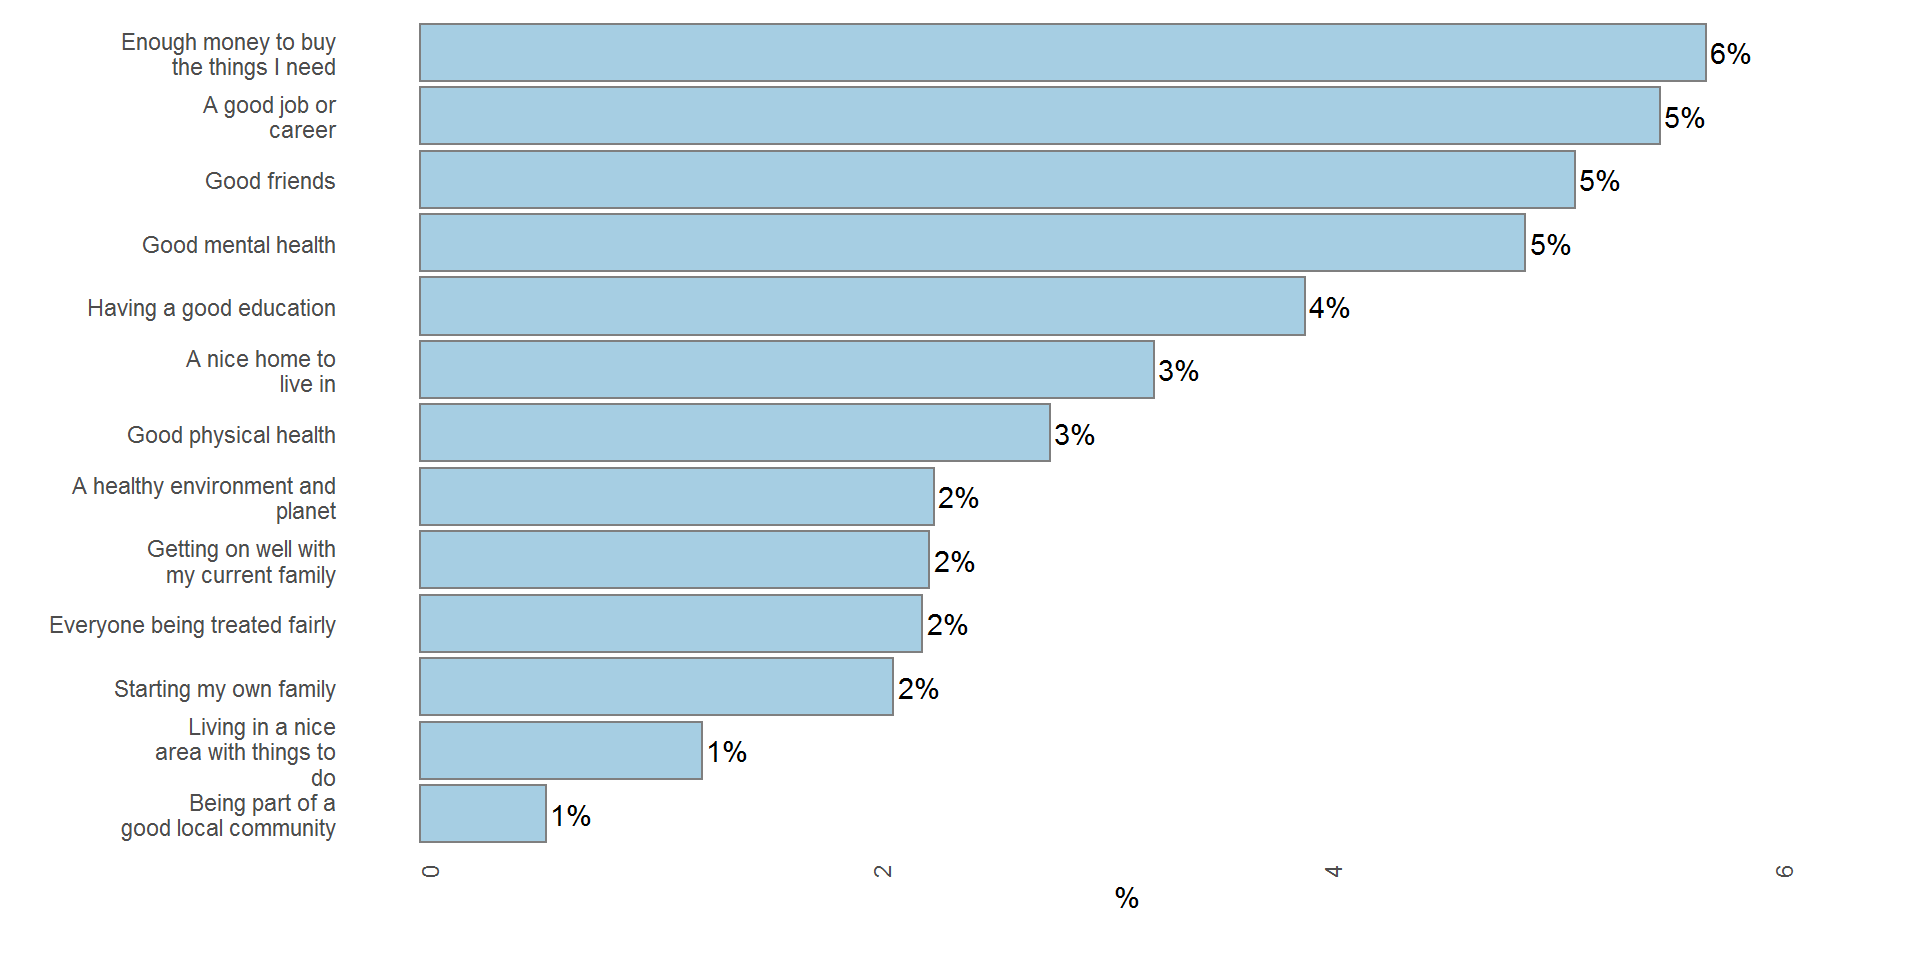 Enough money to buy
the things I need
6%
A good job or
career
5%
Good friends
5%
Good mental health
5%
Having a good education
4%
A nice home to
live in
3%
Good physical health
3%
A healthy environment and
planet
2%
Getting on well with
my current family
2%
Everyone being treated fairly
2%
Starting my own family
2%
Living in a nice
area with things to
do
1%
Being part of a
good local community
1%
0
2
4
6
%